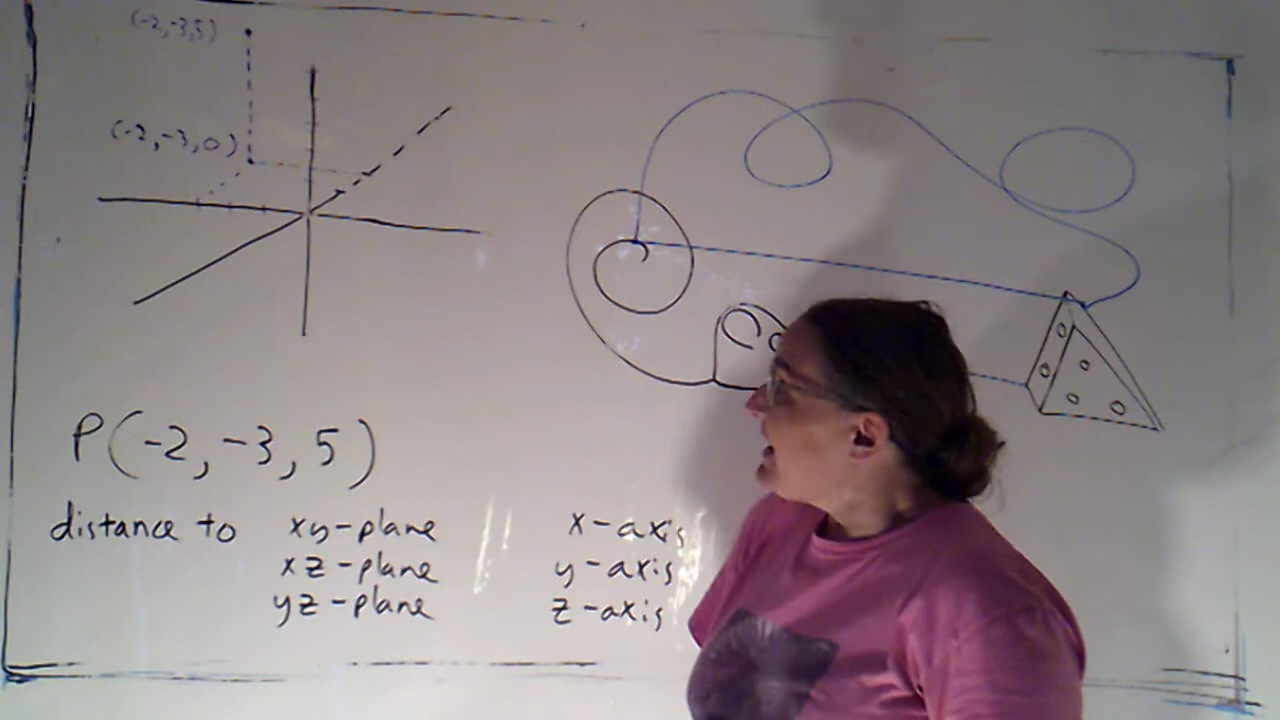 (-2,-3,5)
(-2,-3,0)
P(-2,-3,5)
distance to xy-plane x-axis
xz-plane y-axis
yz-plane z-axis